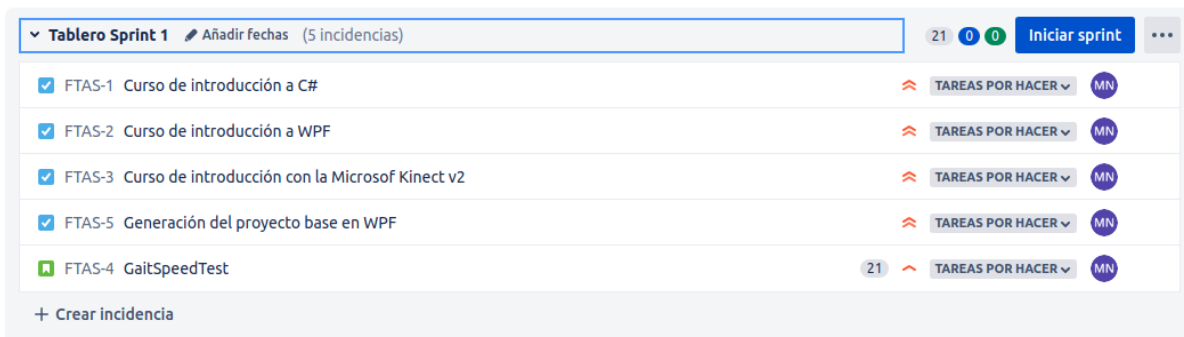 Tablero Sprint 1 Añadir fechas (5 incidencias) 21 0 0 Iniciar sprint
FTAS-1 Curso de introducción a C# TAREAS POR HACER MN
FTAS-2 Curso de introducción a WPF TAREAS POR HACER MN
FTAS-3 Curso de introducción con la Microsof Kinect v2 TAREAS POR HACER MN
FTAS-5 Generación del proyecto base en WPF TAREAS POR HACER MN
FTAS-4 GaitSpeedTest 21 TAREAS POR HACER MN
+ Crear incidencia